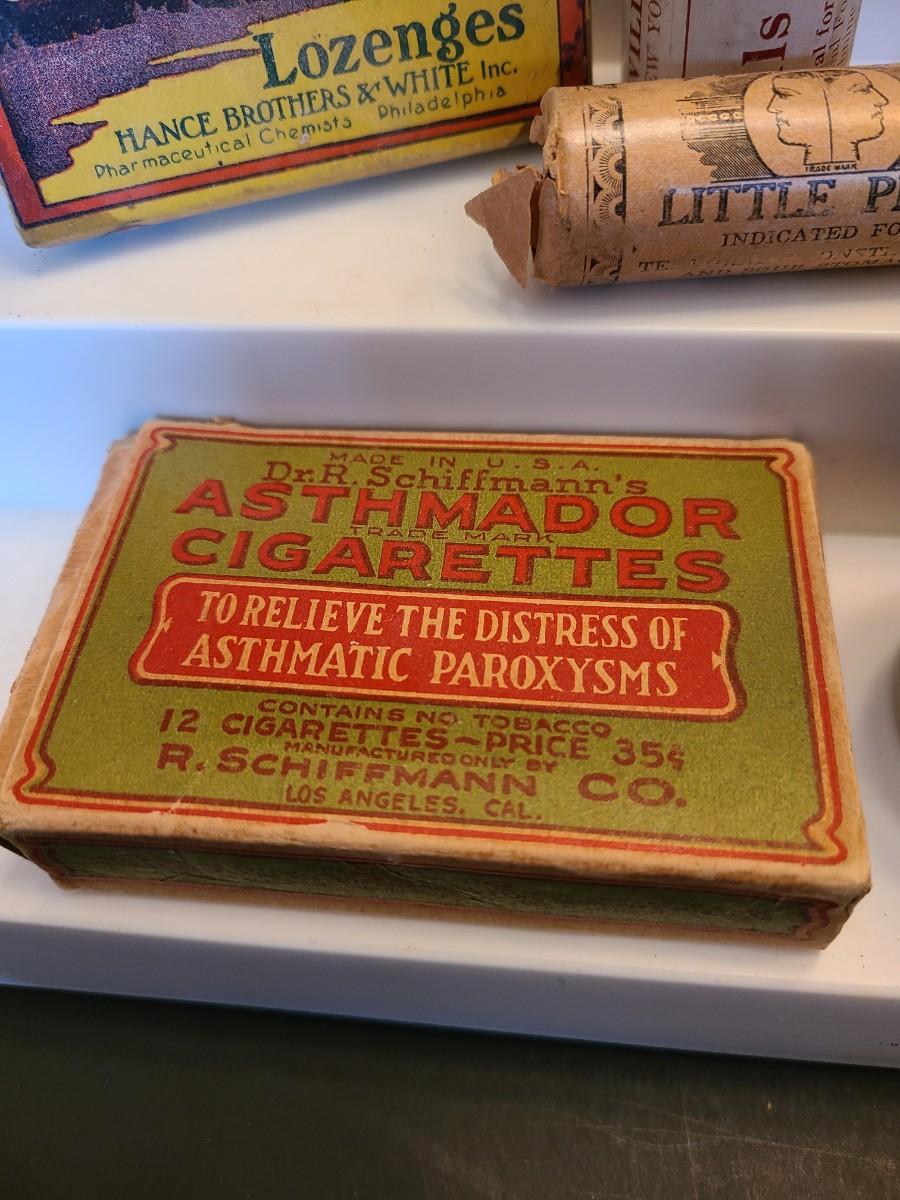 Lozenges
HANCE BROTHERS & WHITE Inc.
Pharmaceutical Chemists Philadelphia
TRADE MARK
LITTLE
INDICATED
AND SOUR
MADE IN U.S.A.
Dr. R. Schiffmann's
ASTHMADOR
TRADE MARK
CIGARETTES
TO RELIEVE THE DISTRESS OF
ASTHMATIC PAROXYSMS
CONTAINS NO TOBACCO
12 CIGARETTES~PRICE 35¢
MANUFACTURED ONLY BY
R. SCHIFFMANN CO.
LOS ANGELES. CAL.